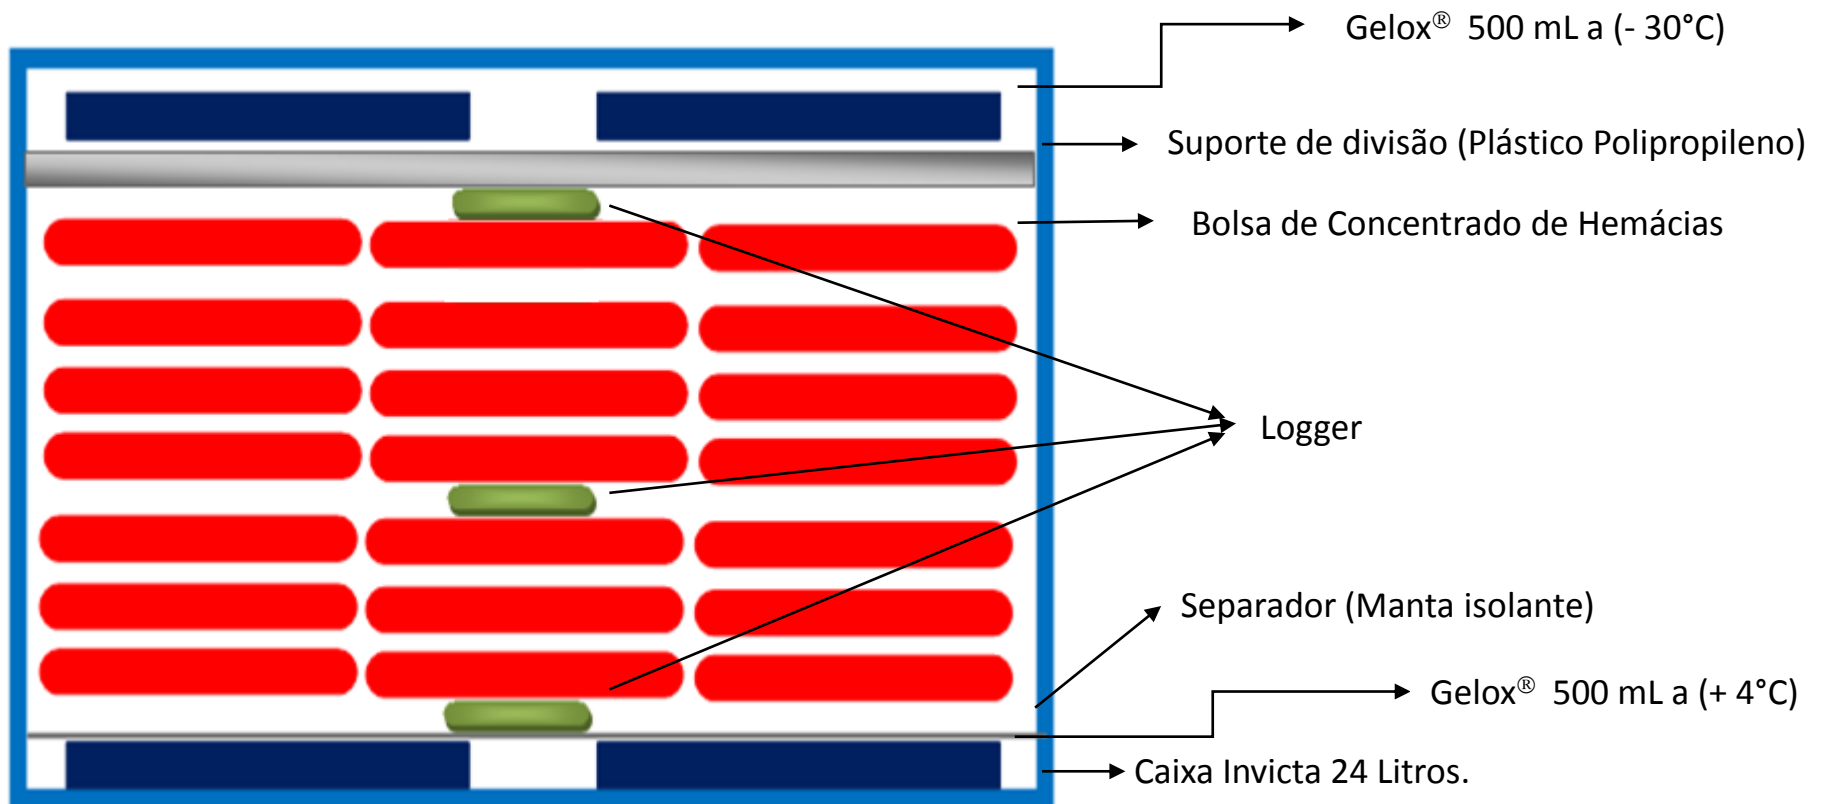 Gelox® 500 mL a (- 30°C)
Suporte de divisão (Plástico Polipropileno)
Bolsa de Concentrado de Hemácias
Logger
Separador (Manta isolante)
Gelox® 500 mL a (+ 4°C)
Caixa Invicta 24 Litros.